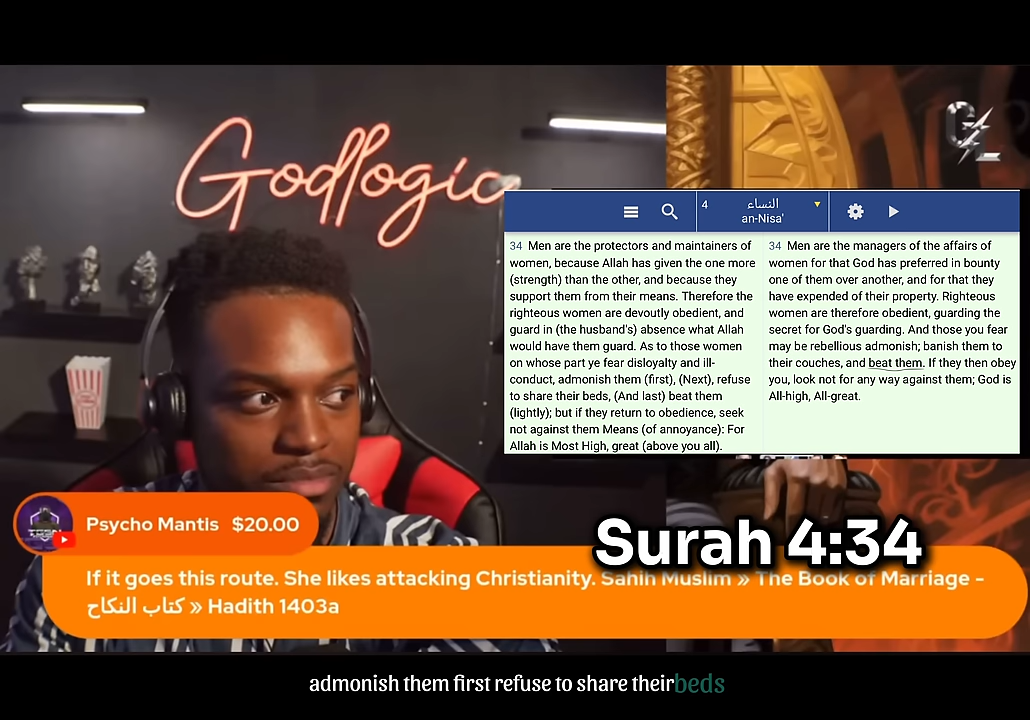 Godlogic
GL
4
النساء
an-Nisa'
34 Men are the protectors and maintainers of
women, because Allah has given the one more
(strength) than the other, and because they
support them from their means. Therefore the
righteous women are devoutly obedient, and
guard in (the husband's) absence what Allah
would have them guard. As to those women
on whose part ye fear disloyalty and ill-
conduct, admonish them (first), (Next), refuse
to share their beds, (And last) beat them
(lightly); but if they return to obedience, seek
not against them Means (of annoyance): For
Allah is Most High, great (above you all).
34 Men are the managers of the affairs of
women for that God has preferred in bounty
one of them over another, and for that they
have expended of their property. Righteous
women are therefore obedient, guarding the
secret for God's guarding. And those you fear
may be rebellious admonish; banish them to
their couches, and beat them. If they then obey
you, look not for any way against them; God is
All-high, All-great.
Surah 4:34
Psycho Mantis $20.00
If it goes this route. She likes attacking Christianity. Sahih Muslim » The Book of Marriage -
كتاب النكاح » Hadith 1403a
admonish them first refuse to share their beds